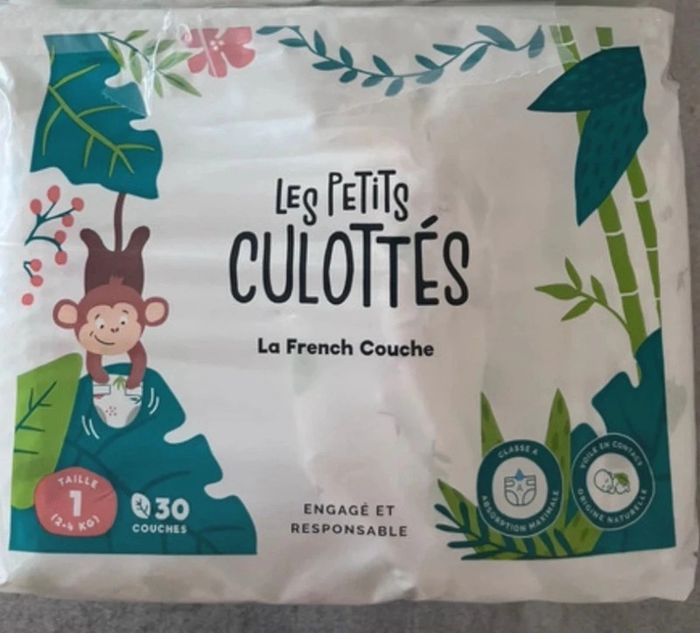 LES PETITS
CULOTTÉS
La French Couche
TAILLE
1
(2-4 KG)
30
COUCHES
ENGAGÉ ET
RESPONSABLE
CLASSE A
ABSORPTION MAXIMALE
VOILE EN CONTACT
ORIGINE NATURELLE